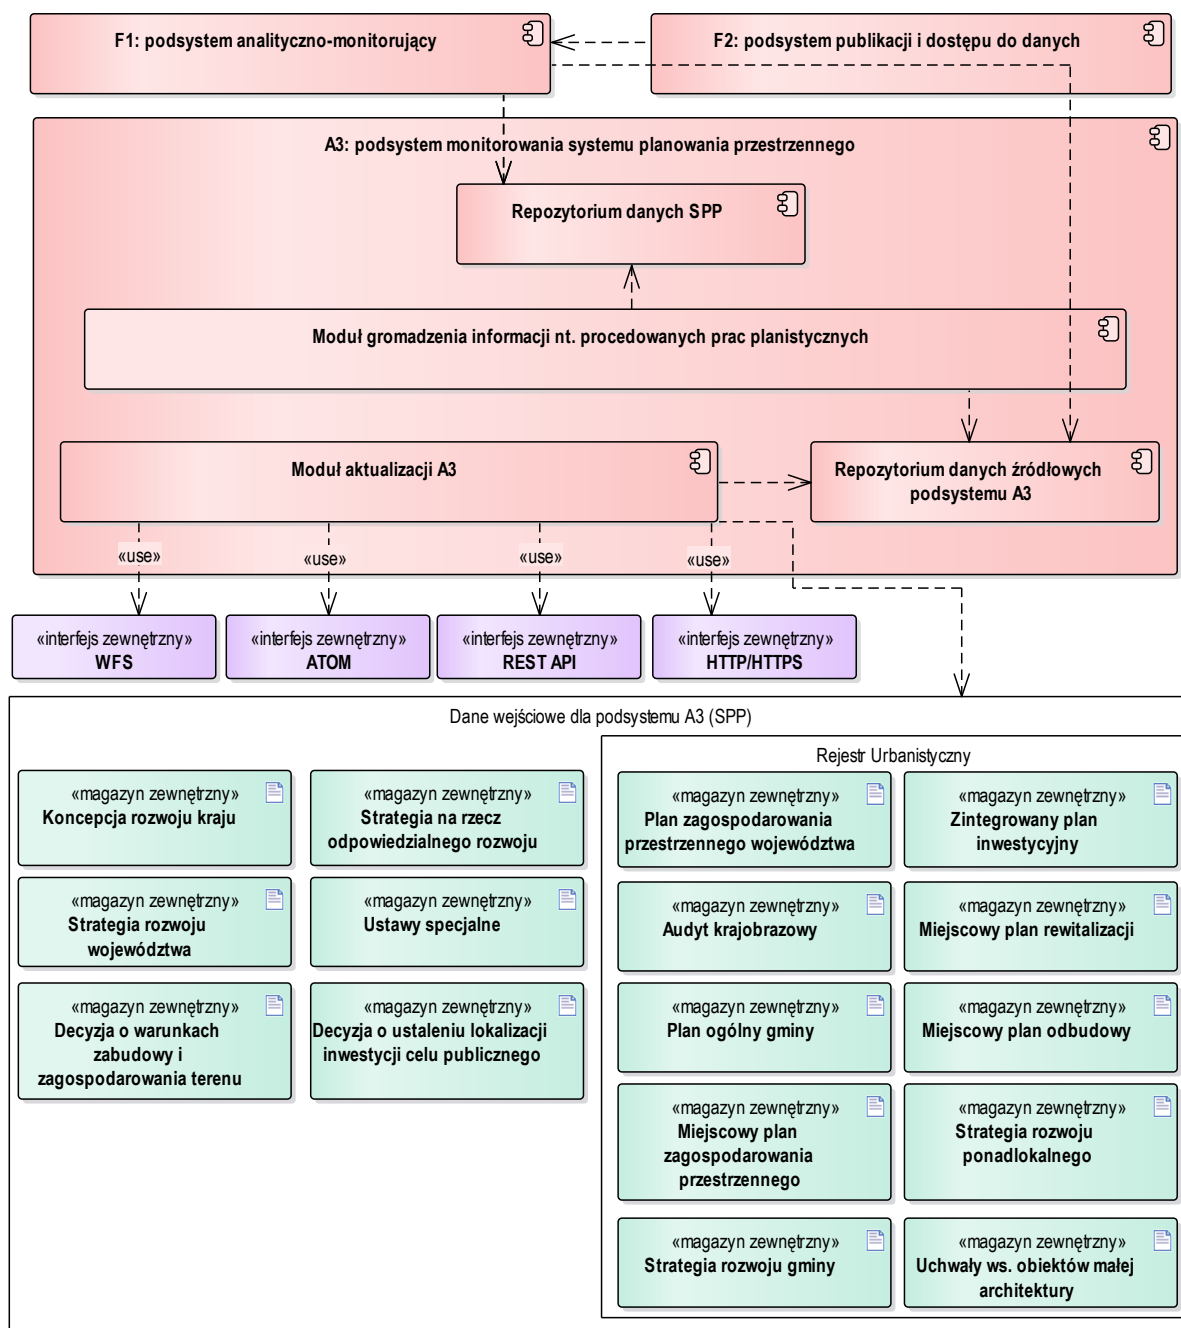 F1: podsystem analityczno-monitorujący
F2: podsystem publikacji i dostępu do danych
A3: podsystem monitorowania systemu planowania przestrzennego
Repozytorium danych SPP
Moduł gromadzenia informacji nt. procedowanych prac planistycznych
Moduł aktualizacji A3
Repozytorium danych źródłowych
podsystemu A3
«use»
«use»
«use»
«use»
«interfejs zewnętrzny»
WFS
«interfejs zewnętrzny»
ATOM
«interfejs zewnętrzny»
REST API
«interfejs zewnętrzny»
HTTP/HTTPS
Dane wejściowe dla podsystemu A3 (SPP)
«magazyn zewnętrzny»
Koncepcja rozwoju kraju
«magazyn zewnętrzny»
Strategia na rzecz
odpowiedzialnego rozwoju
«magazyn zewnętrzny»
Strategia rozwoju
województwa
«magazyn zewnętrzny»
Ustawy specjalne
«magazyn zewnętrzny»
Decyzja o warunkach
zabudowy i
zagospodarowania terenu
«magazyn zewnętrzny»
Decyzja o ustaleniu lokalizacji
inwestycji celu publicznego
Rejestr Urbanistyczny
«magazyn zewnętrzny»
Plan zagospodarowania
przestrzennego województwa
«magazyn zewnętrzny»
Zintegrowany plan
inwestycyjny
«magazyn zewnętrzny»
Audyt krajobrazowy
«magazyn zewnętrzny»
Miejscowy plan rewitalizacji
«magazyn zewnętrzny»
Plan ogólny gminy
«magazyn zewnętrzny»
Miejscowy plan odbudowy
«magazyn zewnętrzny»
Miejscowy plan
zagospodarowania
przestrzennego
«magazyn zewnętrzny»
Strategia rozwoju
ponadlokalnego
«magazyn zewnętrzny»
Strategia rozwoju gminy
«magazyn zewnętrzny»
Uchwały ws. obiektów małej
architektury